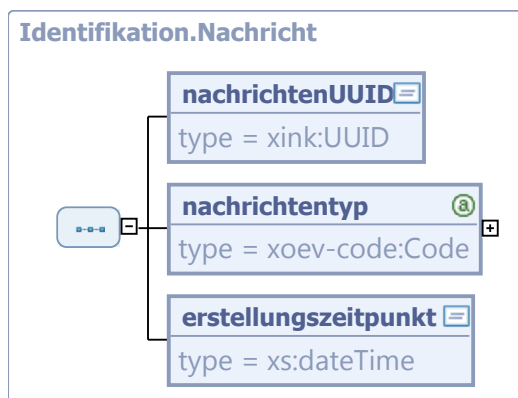 Identifikation.Nachricht
nachrichtenUUID
type = xink:UUID
nachrichtentyp
type = xoev-code:Code
erstellungszeitpunkt
type = xs:dateTime